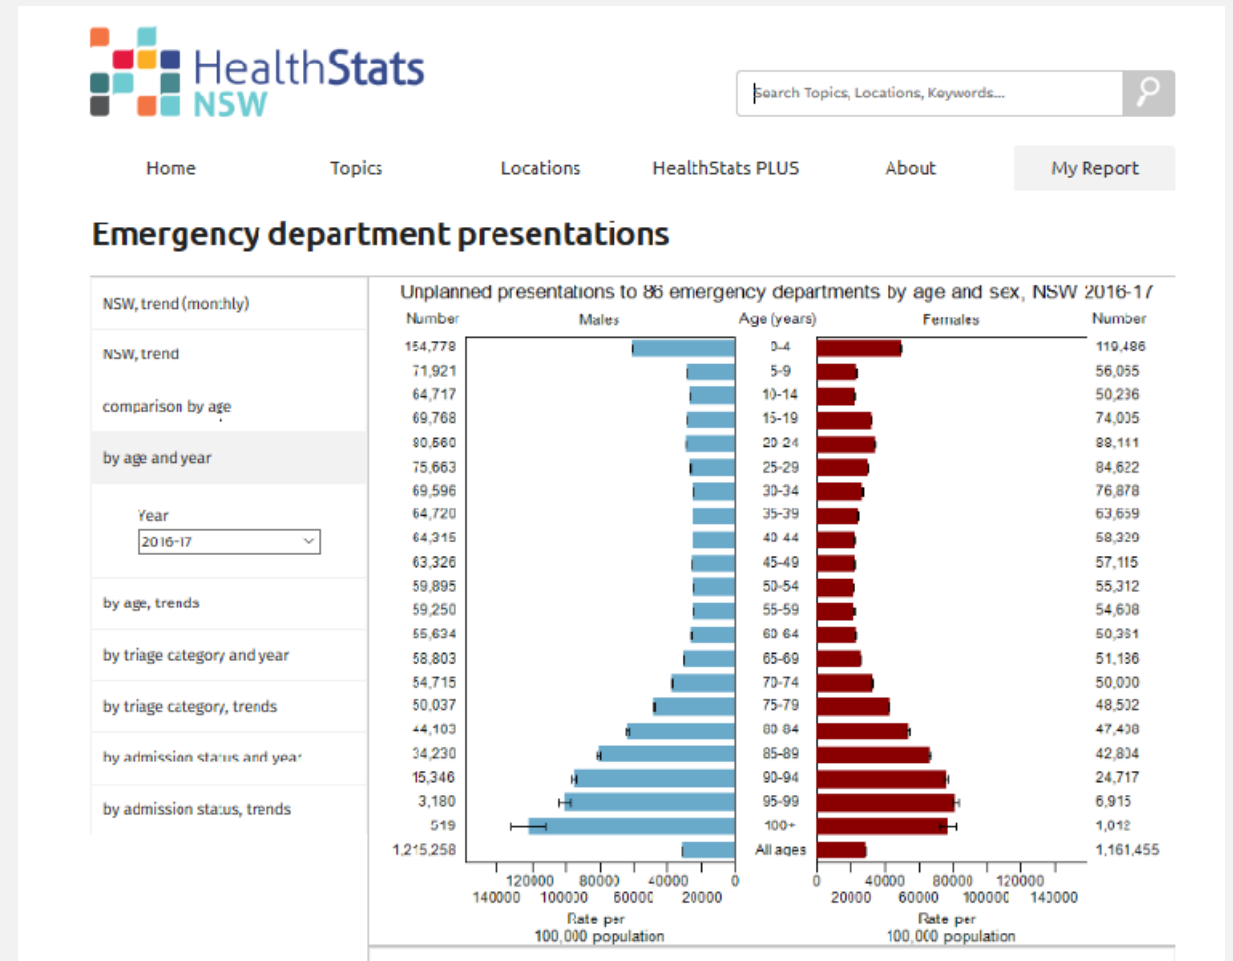 HealthStats
NSW
Search Topics, Locations, Keywords...
Home Topics Locations HealthStats PLUS About My Report
Emergency department presentations
NSW, trend (monthly)
NSW, trend
comparison by age
by age and year
Year
2016-17
by age, trends
by triage category and year
by triage category, trends
by admission status and year
by admission status, trends
Unplanned presentations to 86 emergency departments by age and sex, NSW 2016-17
Number Males Age (years) Females Number
154,778 0-4 119,486
71,921 5-9 56,055
64,717 10-14 50,236
69,768 15-19 74,005
80,560 20-24 88,141
75,663 25-29 84,622
69,596 30-34 76,878
64,720 35-39 63,659
64,315 40-44 58,329
63,326 45-49 57,115
59,895 50-54 55,312
59,250 55-59 54,608
55,634 60-64 50,361
58,803 65-69 51,186
54,715 70-74 50,000
50,037 75-79 48,502
44,103 80-84 47,408
34,230 85-89 42,804
15,346 90-94 24,717
3,180 95-99 6,915
519 100+ 1,012
1,215,258 All ages 1,161,455
120000 80000 40000 0 0 40000 80000 120000
140000 100000 60000 20000 20000 60000 100000 140000
Rate per Rate per
100,000 population 100,000 population